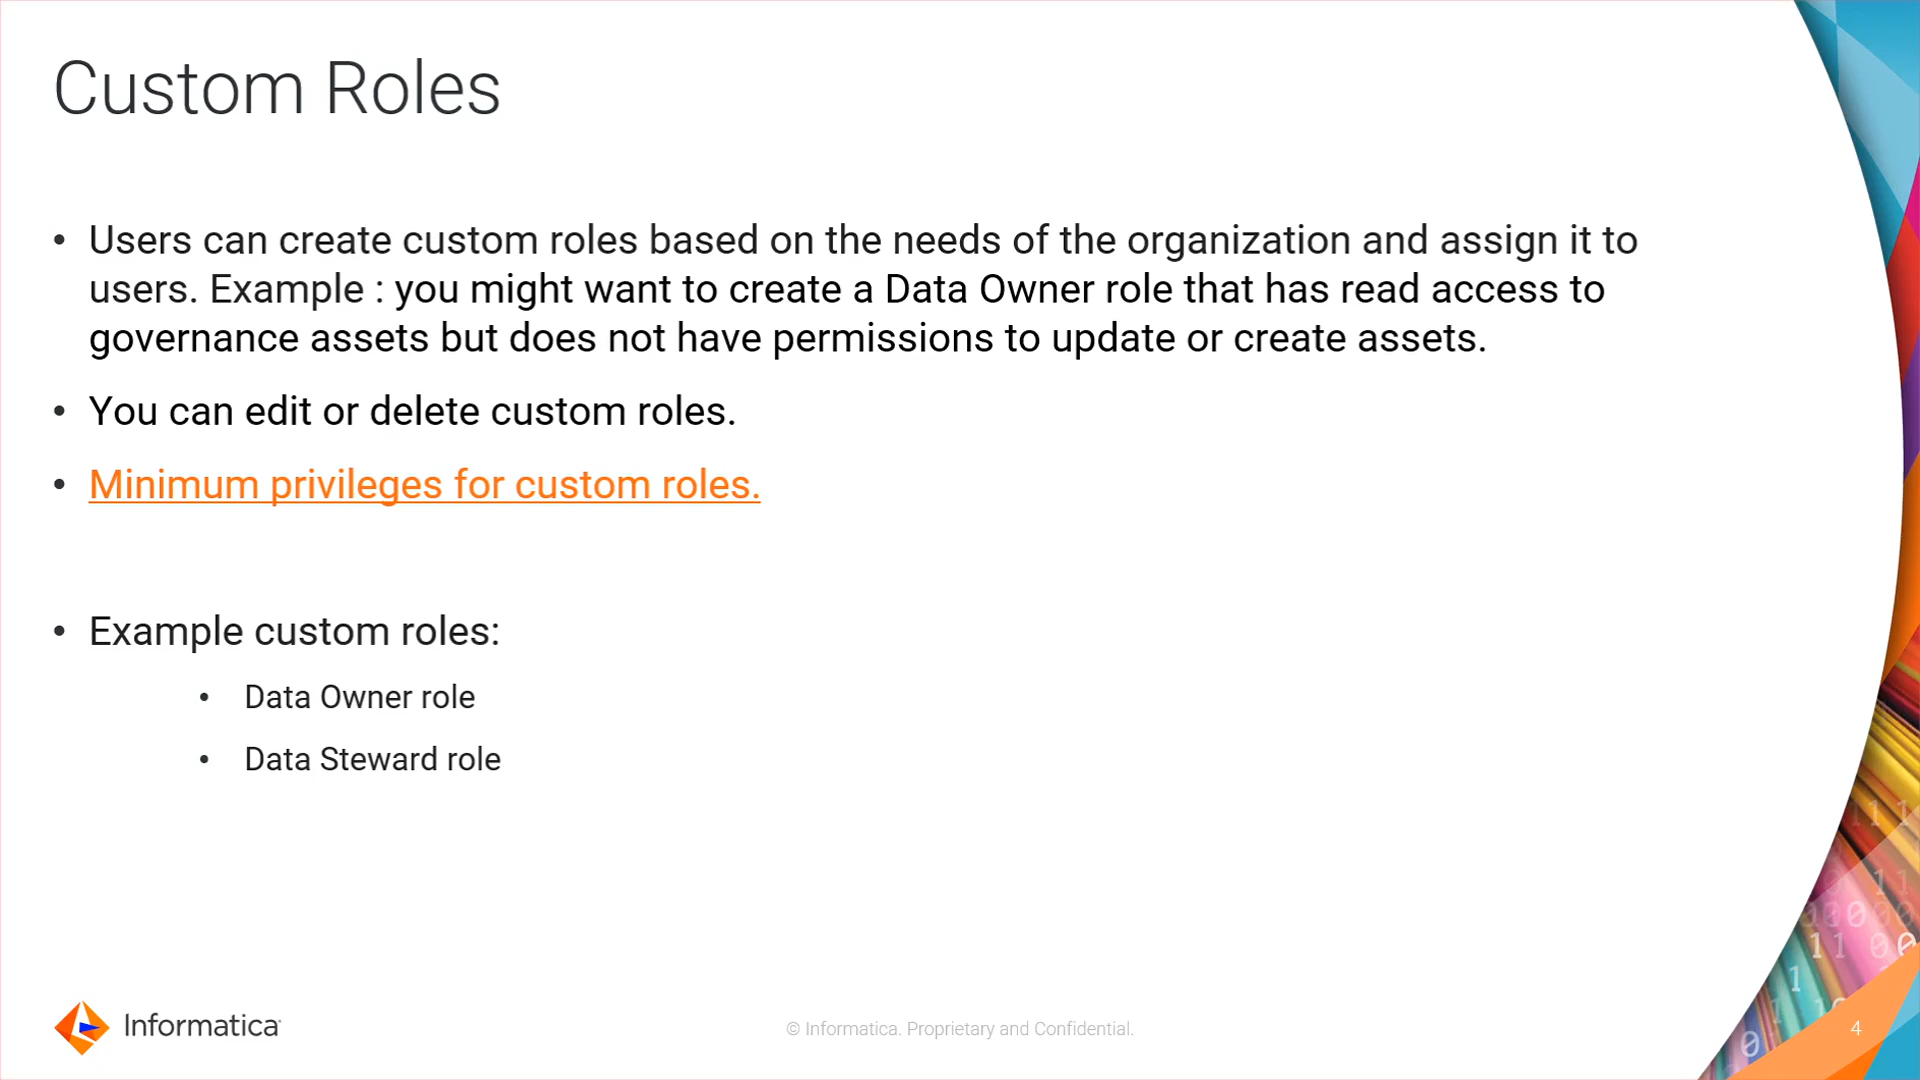 Custom Roles
• Users can create custom roles based on the needs of the organization and assign it to
users. Example : you might want to create a Data Owner role that has read access to
governance assets but does not have permissions to update or create assets.
• You can edit or delete custom roles.
• Minimum privileges for custom roles.
• Example custom roles:
• Data Owner role
• Data Steward role
Informatica
© Informatica. Proprietary and Confidential.
4